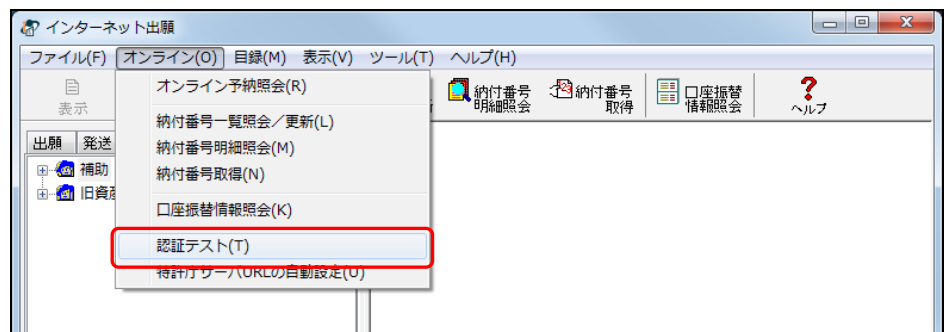 インターネット出願
ファイル(F) オンライン(O) 目録(M) 表示(V) ツール(T) ヘルプ(H)
表示
納付番号明細照会
納付番号取得
口座振替情報照会
ヘルプ
オンライン予納照会(R)
納付番号一覧照会／更新(L)
納付番号明細照会(M)
納付番号取得(N)
口座振替情報照会(K)
認証テスト(T)
特許庁サーバURLの自動設定(U)
出願 発送
補助
旧資産